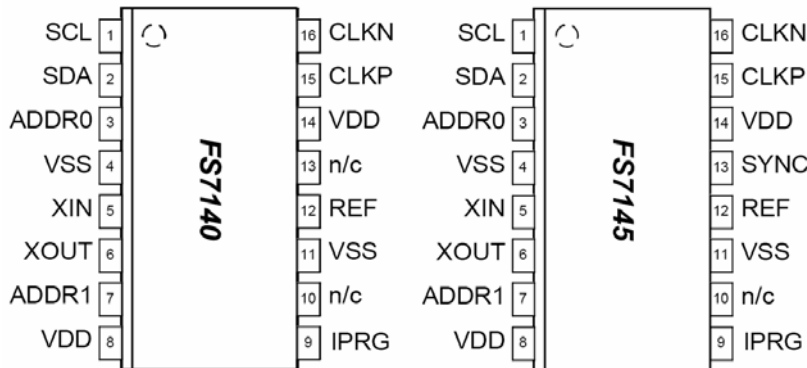 SCL 1 16 CLKN
SDA 2 15 CLKP
ADDR0 3 14 VDD
VSS 4 13 n/c
XIN 5 12 REF
XOUT 6 11 VSS
ADDR1 7 10 n/c
VDD 8 9 IPRG
FS7140
SCL 1 16 CLKN
SDA 2 15 CLKP
ADDR0 3 14 VDD
VSS 4 13 SYNC
XIN 5 12 REF
XOUT 6 11 VSS
ADDR1 7 10 n/c
VDD 8 9 IPRG
FS7145